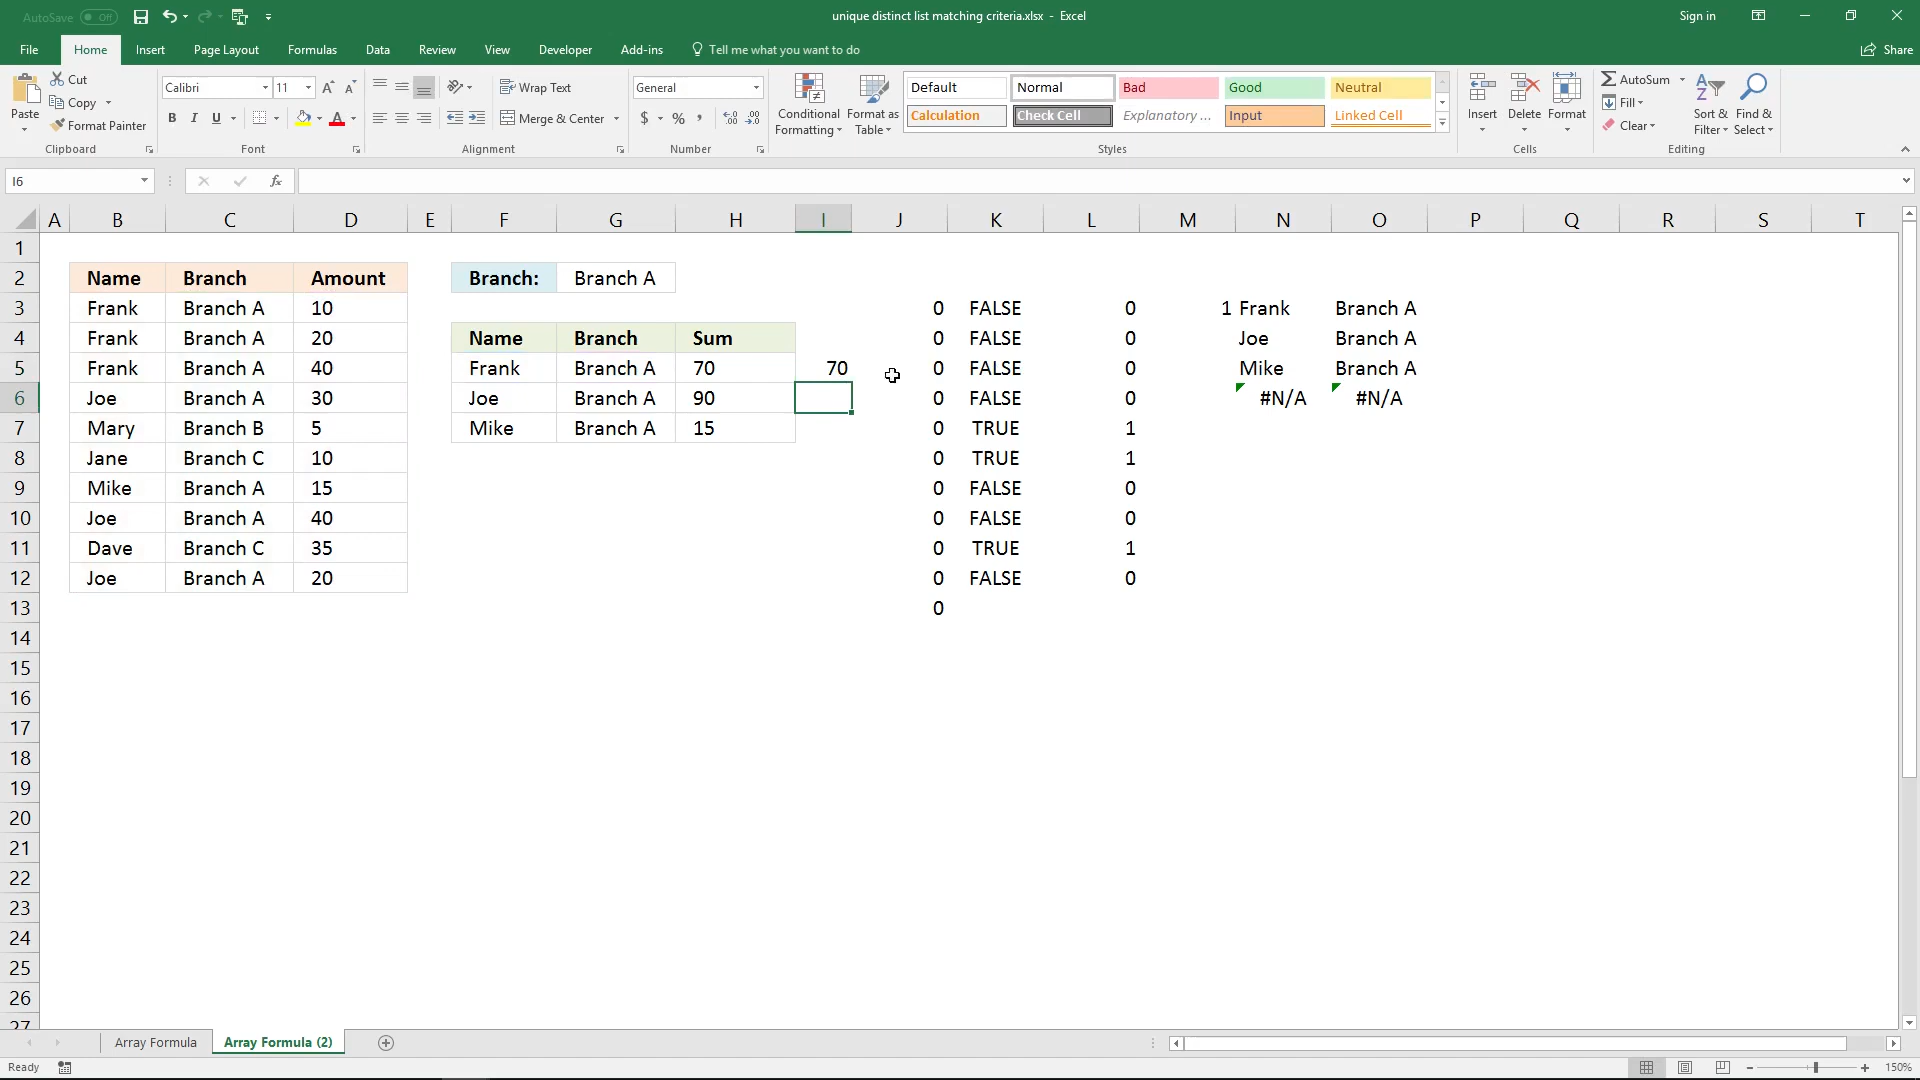 AutoSave Off unique distinct list matching criteria.xlsx - Excel Sign in
File Home Insert Page Layout Formulas Data Review View Developer Add-ins Tell me what you want to do Share
Paste Cut Copy Format Painter Clipboard
Calibri 11 B I U Font
Wrap Text Merge & Center Alignment
General $ % , Number
Conditional Formatting Format as Table
Default Normal Bad Good Neutral
Calculation Check Cell Explanatory ... Input Linked Cell
Styles
Insert Delete Format Cells
AutoSum Fill Clear Sort & Filter Find & Select Editing
I6 fx
A B C D E F G H I J K L M N O P Q R S T
1
2 Name Branch Amount Branch: Branch A
3 Frank Branch A 10 0 FALSE 0 1 Frank Branch A
4 Frank Branch A 20 Name Branch Sum 0 FALSE 0 Joe Branch A
5 Frank Branch A 40 Frank Branch A 70 70 0 FALSE 0 Mike Branch A
6 Joe Branch A 30 Joe Branch A 90 0 FALSE 0 #N/A #N/A
7 Mary Branch B 5 Mike Branch A 15 0 TRUE 1
8 Jane Branch C 10 0 TRUE 1
9 Mike Branch A 15 0 FALSE 0
10 Joe Branch A 40 0 FALSE 0
11 Dave Branch C 35 0 TRUE 1
12 Joe Branch A 20 0 FALSE 0
13 0
14
15
16
17
18
19
20
21
22
23
24
25
26
27
Array Formula Array Formula (2)
Ready 150%